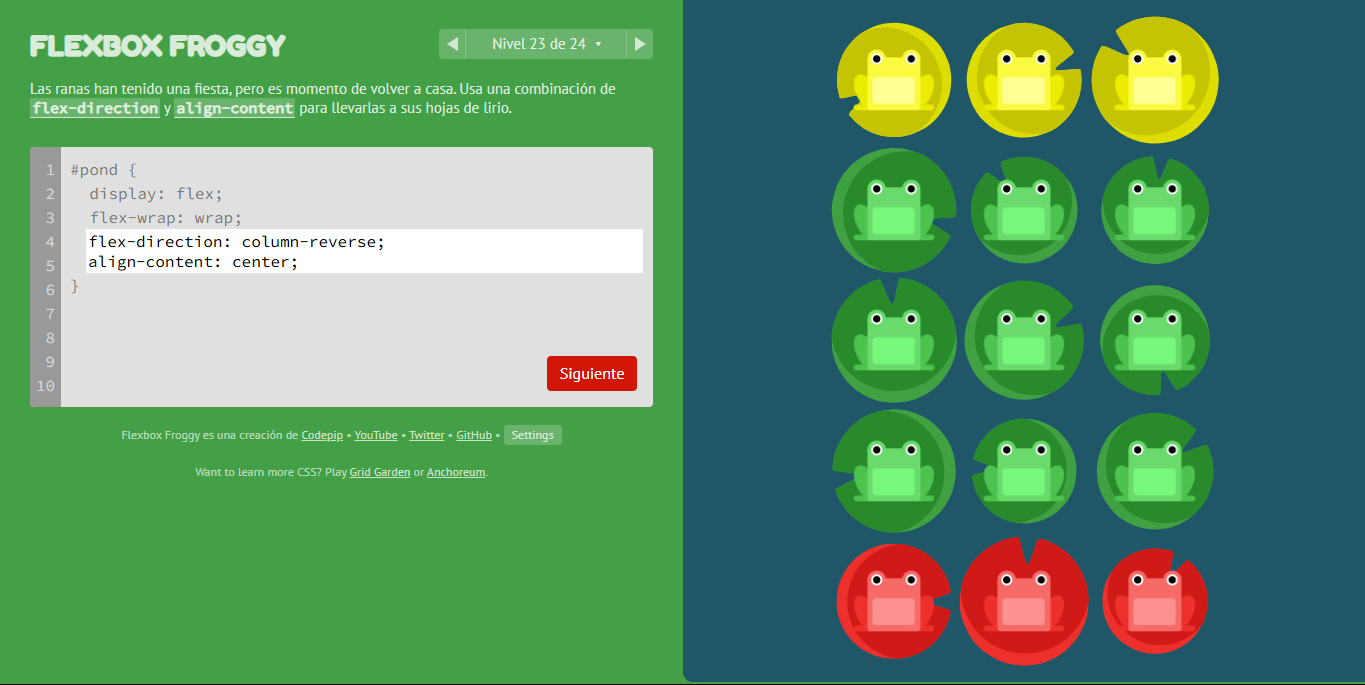 FLEXBOX FROGGY
Nivel 23 de 24
Las ranas han tenido una fiesta, pero es momento de volver a casa. Usa una combinación de
flex-direction y align-content para llevarlas a sus hojas de lirio.
1 #pond {
2 display: flex;
3 flex-wrap: wrap;
4 flex-direction: column-reverse;
5 align-content: center;
6 }
7
8
9
10
Siguiente
Flexbox Froggy es una creación de Codepip • YouTube • Twitter • GitHub • Settings
Want to learn more CSS? Play Grid Garden or Anchoreum.